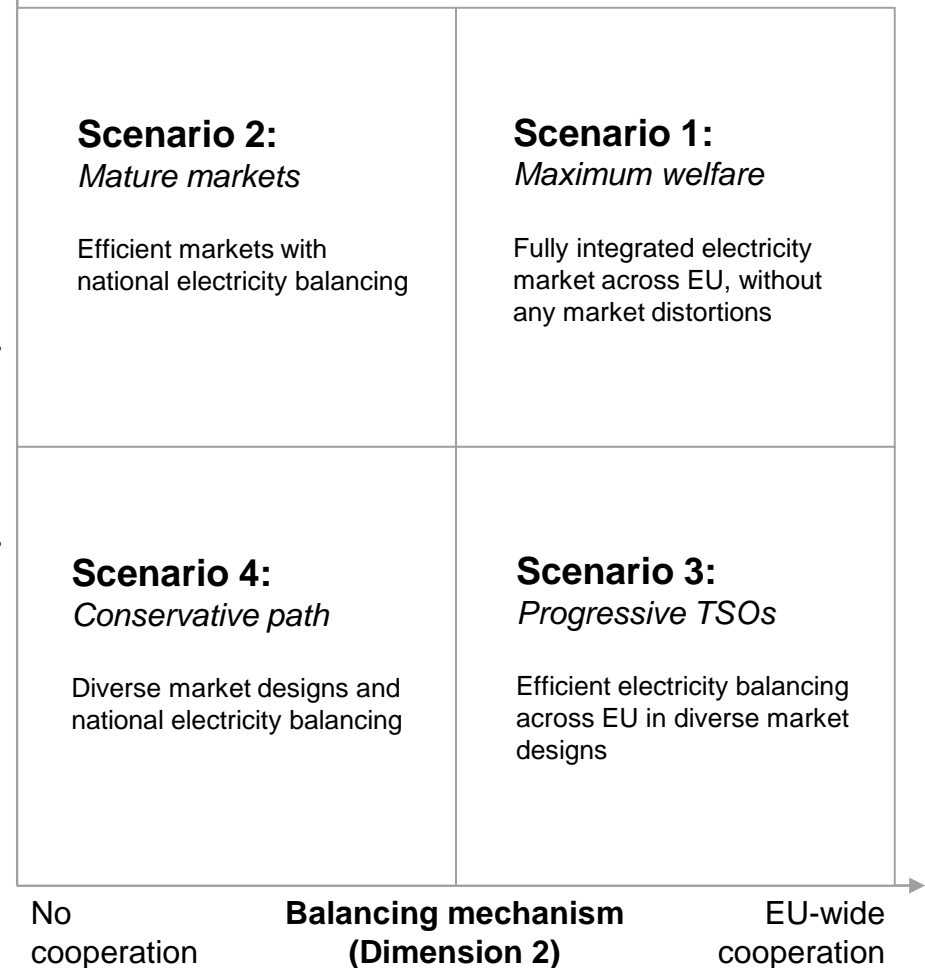 Scenario 2:
Mature markets
Efficient markets with
national electricity balancing
Scenario 1:
Maximum welfare
Fully integrated electricity
market across EU, without
any market distortions
Scenario 4:
Conservative path
Diverse market designs and
national electricity balancing
Scenario 3:
Progressive TSOs
Efficient electricity balancing
across EU in diverse market
designs
No
cooperation
Balancing mechanism
(Dimension 2)
EU-wide
cooperation